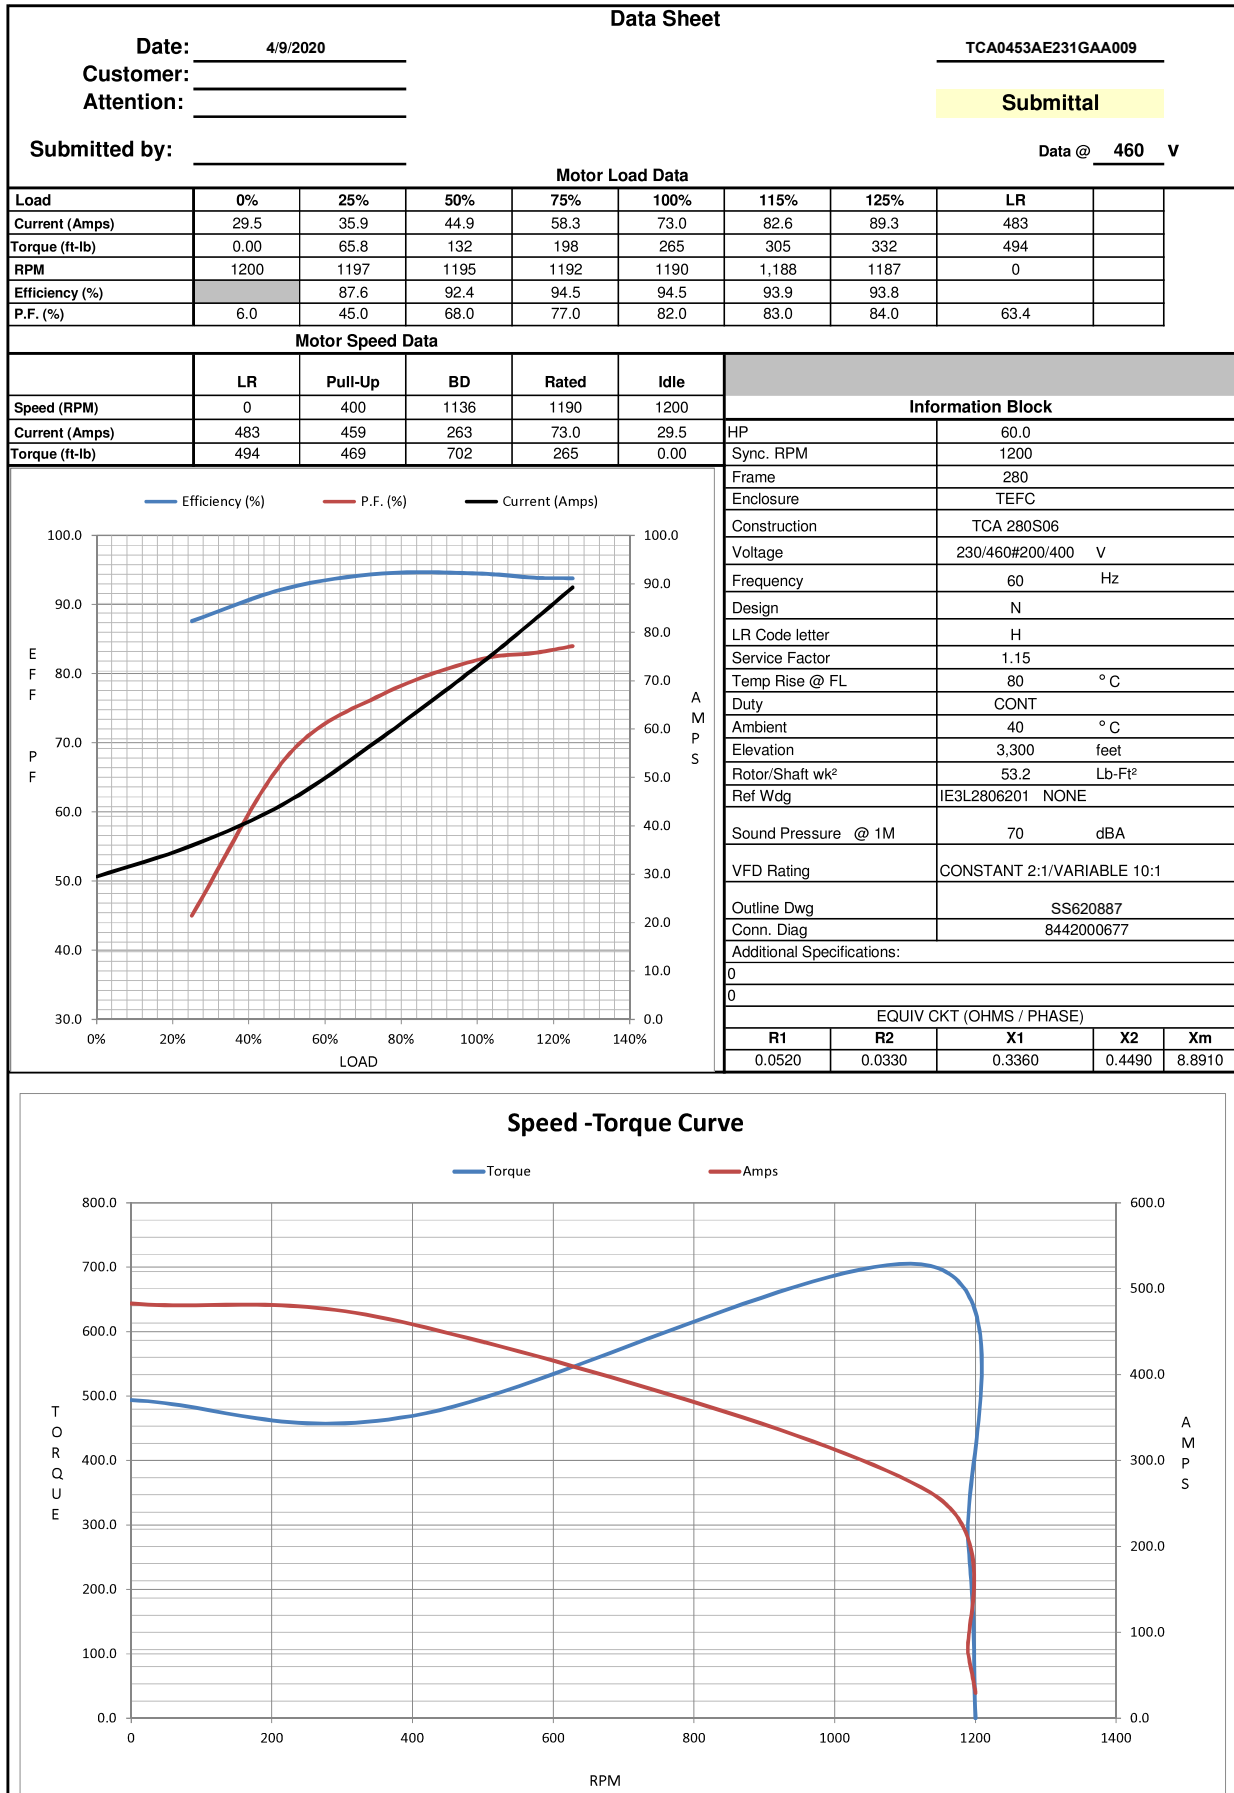 Data Sheet
Date: 4/9/2020 TCA0453AE231GAA009
Customer:
Attention: Submittal
Submitted by: Data @ 460 V
Motor Load Data
Load 0% 25% 50% 75% 100% 115% 125% LR
Current (Amps) 29.5 35.9 44.9 58.3 73.0 82.6 89.3 483
Torque (ft-lb) 0.00 65.8 132 198 265 305 332 494
RPM 1200 1197 1195 1192 1190 1,188 1187 0
Efficiency (%) 87.6 92.4 94.5 94.5 93.9 93.8
P.F. (%) 6.0 45.0 68.0 77.0 82.0 83.0 84.0 63.4
Motor Speed Data
LR Pull-Up BD Rated Idle
Speed (RPM) 0 400 1136 1190 1200
Current (Amps) 483 459 263 73.0 29.5
Torque (ft-lb) 494 469 702 265 0.00
Information Block
HP 60.0
Sync. RPM 1200
Frame 280
Enclosure TEFC
Construction TCA 280S06
Voltage 230/460#200/400 V
Frequency 60 Hz
Design N
LR Code letter H
Service Factor 1.15
Temp Rise @ FL 80 °C
Duty CONT
Ambient 40 °C
Elevation 3,300 feet
Rotor/Shaft wk² 53.2 Lb-Ft²
Ref Wdg IE3L2806201 NONE
Sound Pressure @ 1M 70 dBA
VFD Rating CONSTANT 2:1/VARIABLE 10:1
Outline Dwg SS620887
Conn. Diag 8442000677
Additional Specifications:
0
0
EQUIV CKT (OHMS / PHASE)
R1 R2 X1 X2 Xm
0.0520 0.0330 0.3360 0.4490 8.8910
Efficiency (%) P.F. (%) Current (Amps)
100.0 100.0
90.0 90.0
80.0 80.0
70.0 70.0
60.0 60.0
50.0 50.0
40.0 40.0
30.0 30.0
20.0
10.0
0.0
EFF PF
AMPS
0% 20% 40% 60% 80% 100% 120% 140%
LOAD
Speed -Torque Curve
Torque Amps
800.0 600.0
700.0 500.0
600.0 400.0
500.0 300.0
400.0 200.0
300.0 100.0
200.0 0.0
100.0
0.0
TORQUE
AMPS
0 200 400 600 800 1000 1200 1400
RPM